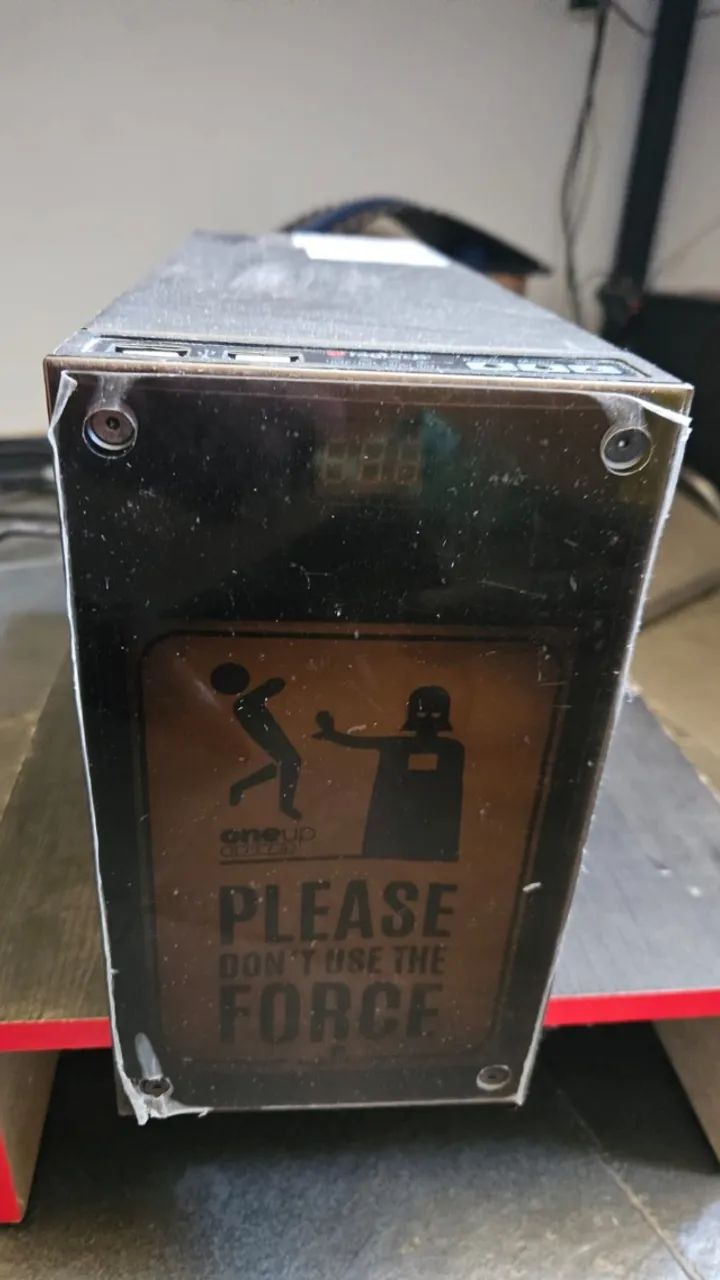 oneup
PLEASE
DON'T USE THE
FORCE